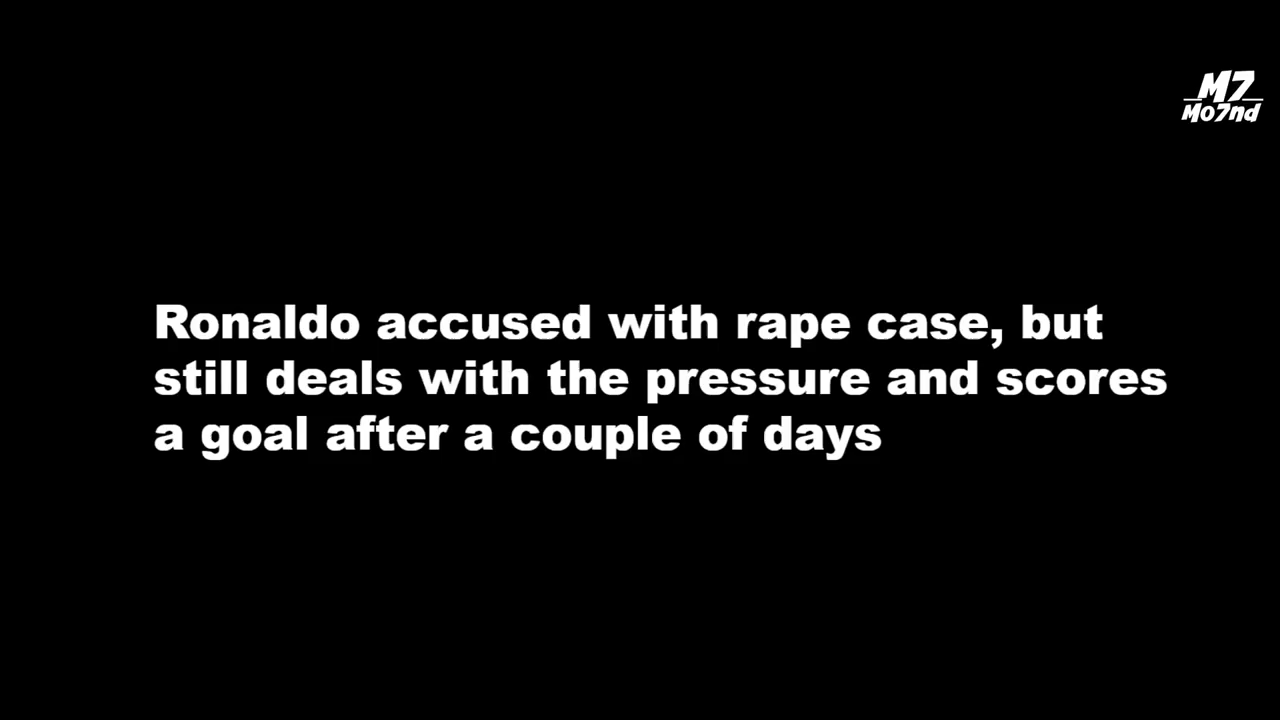 M7
Mo7nd
Ronaldo accused with rape case, but
still deals with the pressure and scores
a goal after a couple of days